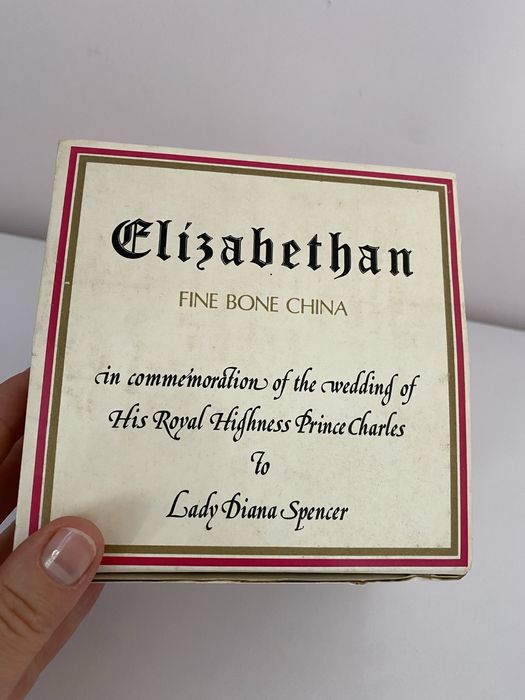 Elizabethan
FINE BONE CHINA
in commemoration of the wedding of
His Royal Highness Prince Charles
To
Lady Diana Spencer